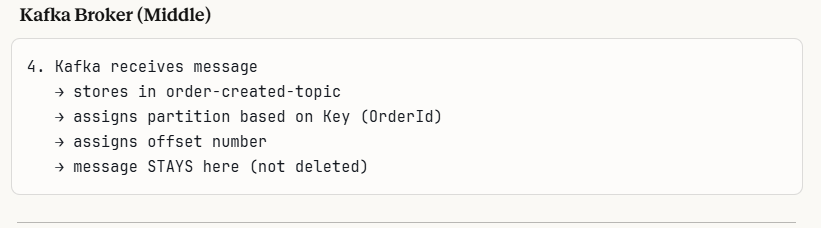 Kafka Broker (Middle)
4. Kafka receives message
→ stores in order-created-topic
→ assigns partition based on Key (OrderId)
→ assigns offset number
→ message STAYS here (not deleted)